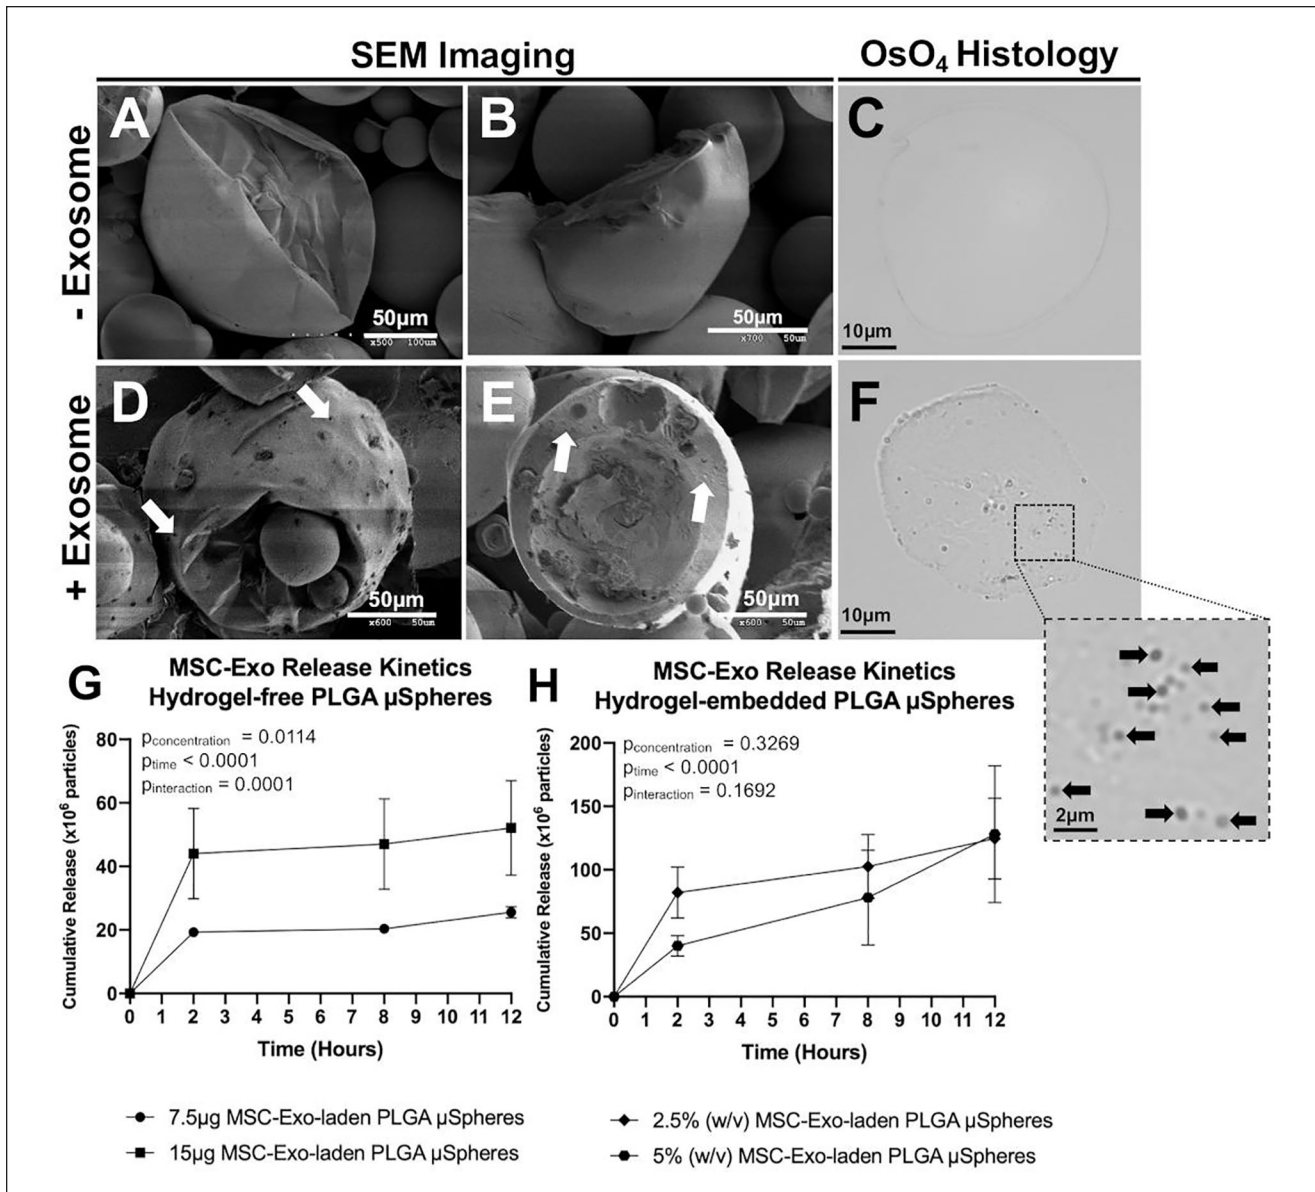 SEM Imaging
OsO4 Histology
- Exosome
A
50µm
x500 100um
B
50µm
x700 50um
C
10µm
+ Exosome
D
50µm
x600 50um
E
50µm
x600 50um
F
10µm
2µm
G
MSC-Exo Release Kinetics
Hydrogel-free PLGA µSpheres
pconcentration = 0.0114
ptime < 0.0001
pinteraction = 0.0001
Cumulative Release (x10⁶ particles)
80
60
40
20
0
0 1 2 3 4 5 6 7 8 9 10 11 12
Time (Hours)
7.5µg MSC-Exo-laden PLGA µSpheres
15µg MSC-Exo-laden PLGA µSpheres
H
MSC-Exo Release Kinetics
Hydrogel-embedded PLGA µSpheres
pconcentration = 0.3269
ptime < 0.0001
pinteraction = 0.1692
Cumulative Release (x10⁶ particles)
200
150
100
50
0
0 1 2 3 4 5 6 7 8 9 10 11 12
Time (Hours)
2.5% (w/v) MSC-Exo-laden PLGA µSpheres
5% (w/v) MSC-Exo-laden PLGA µSpheres